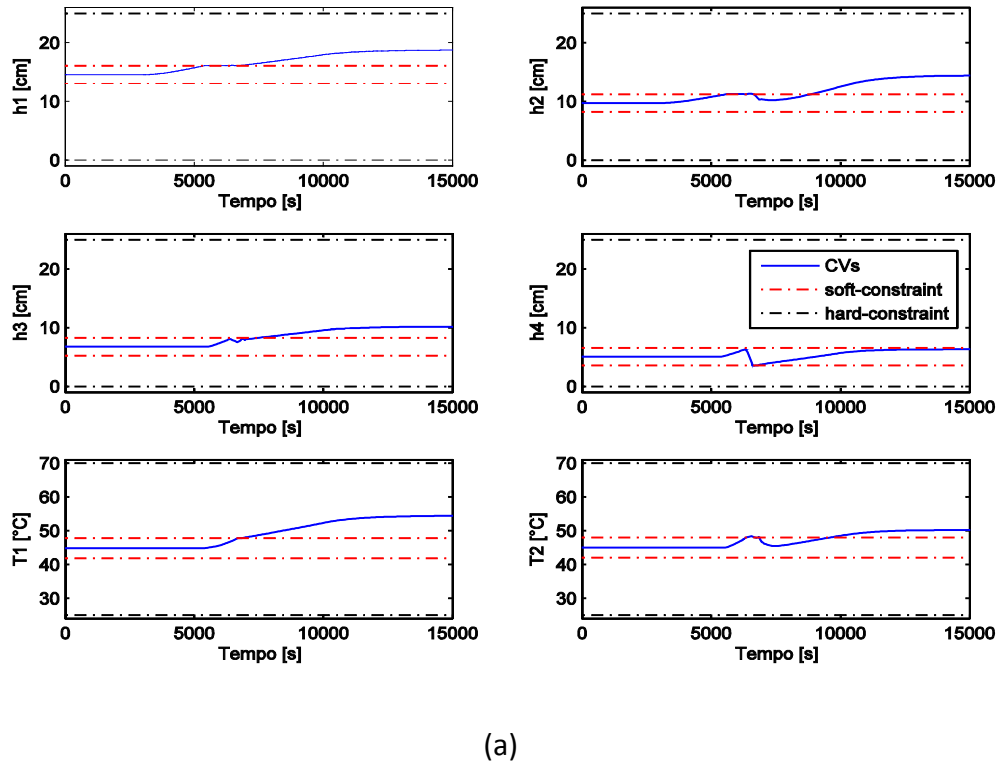 h1 [cm]
20
10
0
0 5000 10000 15000
Tempo [s]
h2 [cm]
20
10
0
0 5000 10000 15000
Tempo [s]
h3 [cm]
20
10
0
0 5000 10000 15000
Tempo [s]
h4 [cm]
20
10
0
CVs
soft-constraint
hard-constraint
0 5000 10000 15000
Tempo [s]
T1 [°C]
70
60
50
40
30
0 5000 10000 15000
Tempo [s]
T2 [°C]
70
60
50
40
30
0 5000 10000 15000
Tempo [s]
(a)